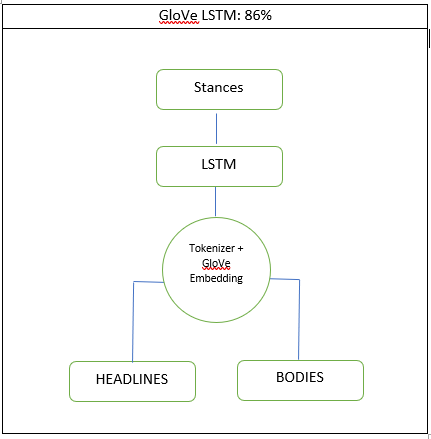 GloVe LSTM: 86%
Stances
LSTM
Tokenizer +
GloVe
Embedding
HEADLINES
BODIES